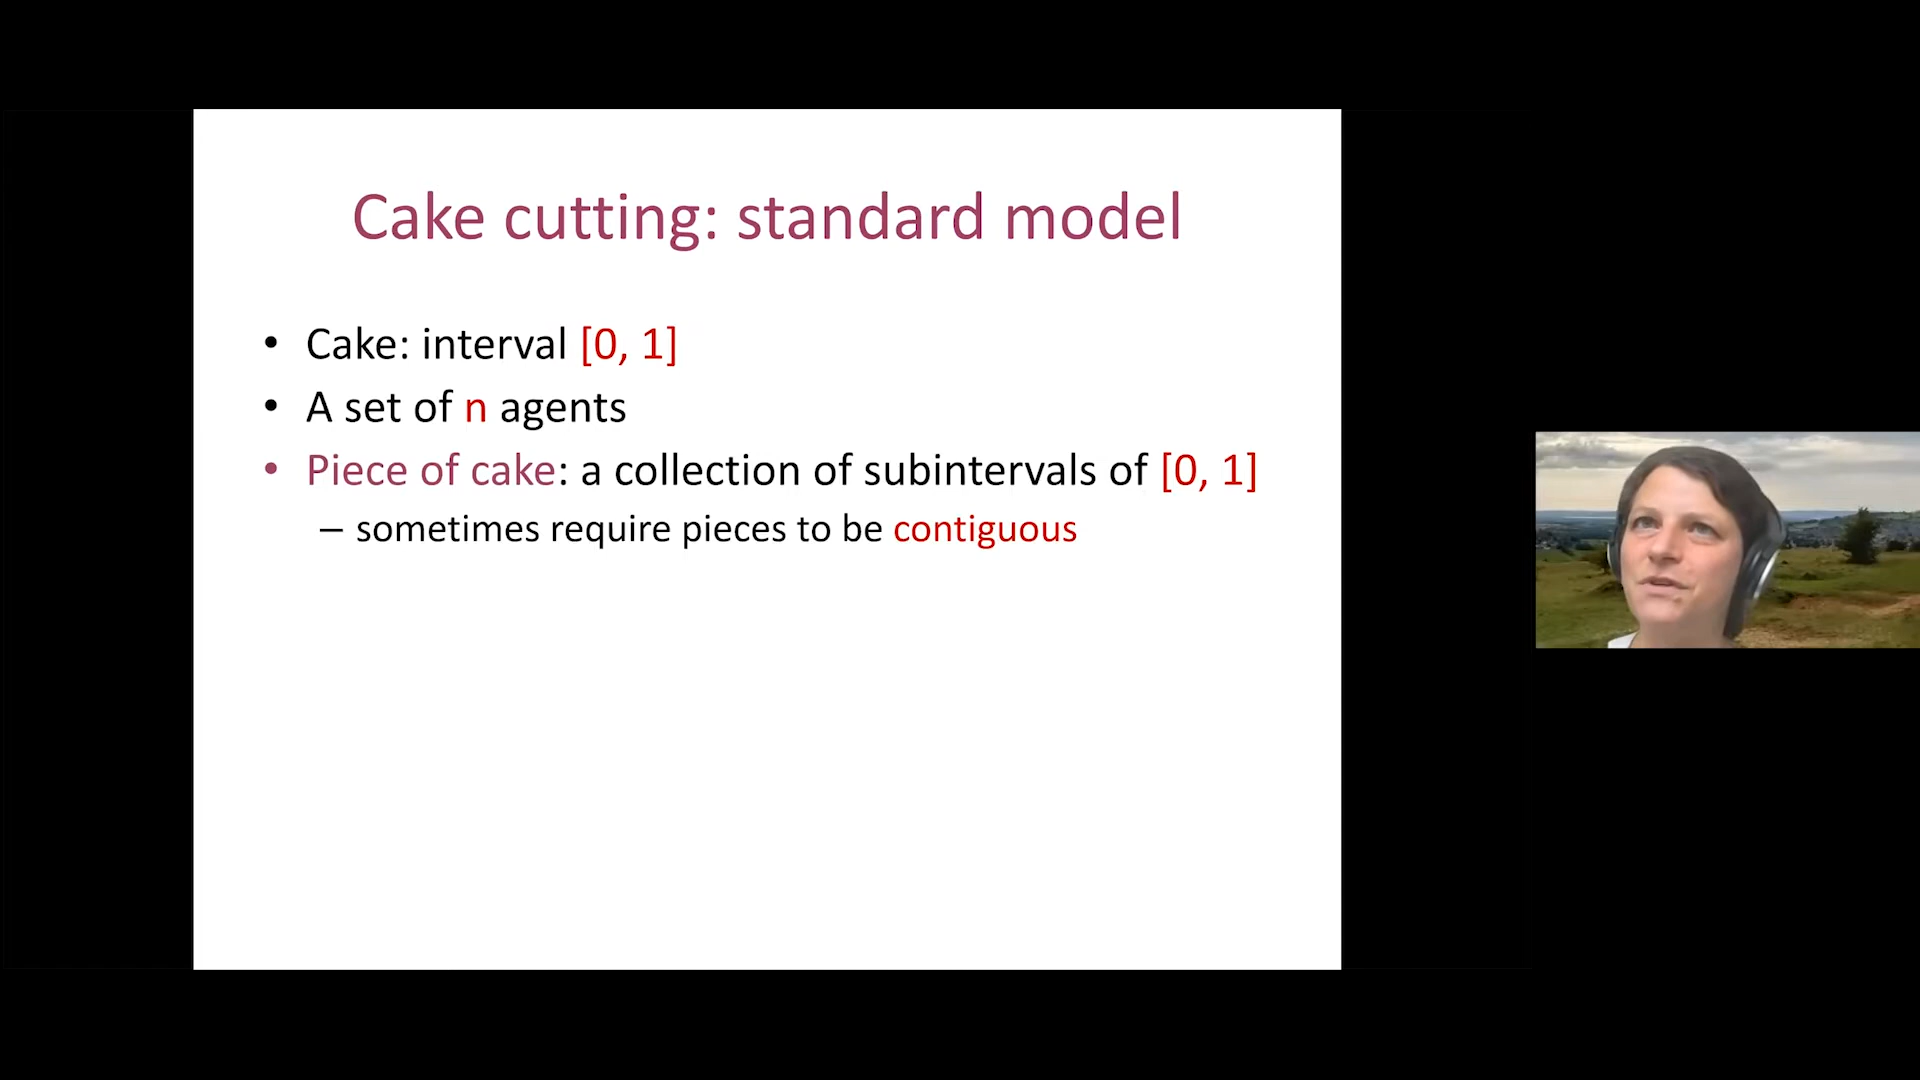 Cake cutting: standard model
• Cake: interval [0, 1]
• A set of n agents
• Piece of cake: a collection of subintervals of [0, 1]
– sometimes require pieces to be contiguous